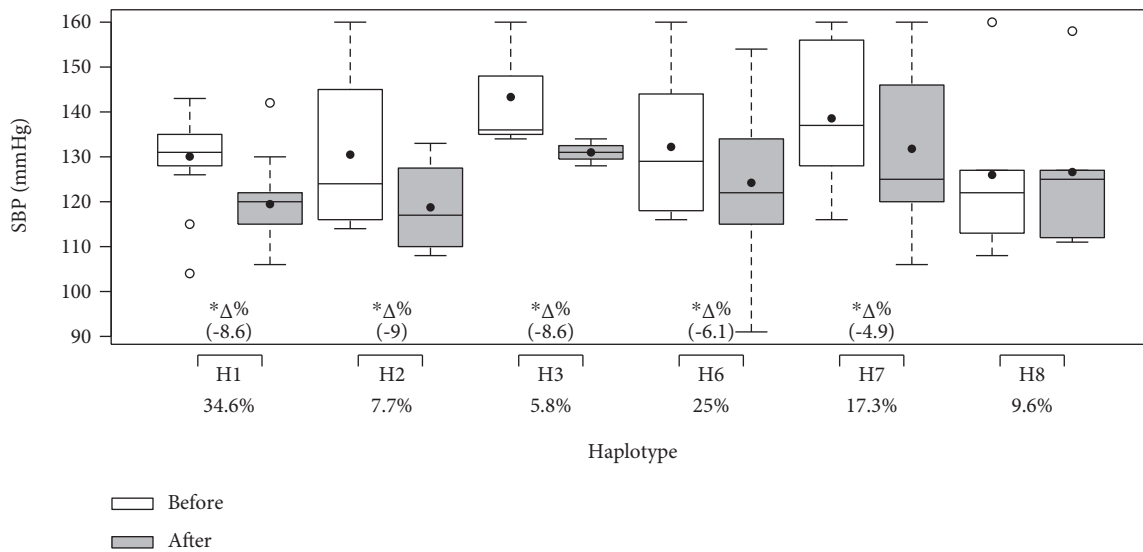 SBP (mmHg)
160
150
140
130
120
110
100
90
*Δ% *Δ% *Δ% *Δ% *Δ%
(-8.6) (-9) (-8.6) (-6.1) (-4.9)
H1 H2 H3 H6 H7 H8
34.6% 7.7% 5.8% 25% 17.3% 9.6%
Haplotype
Before
After